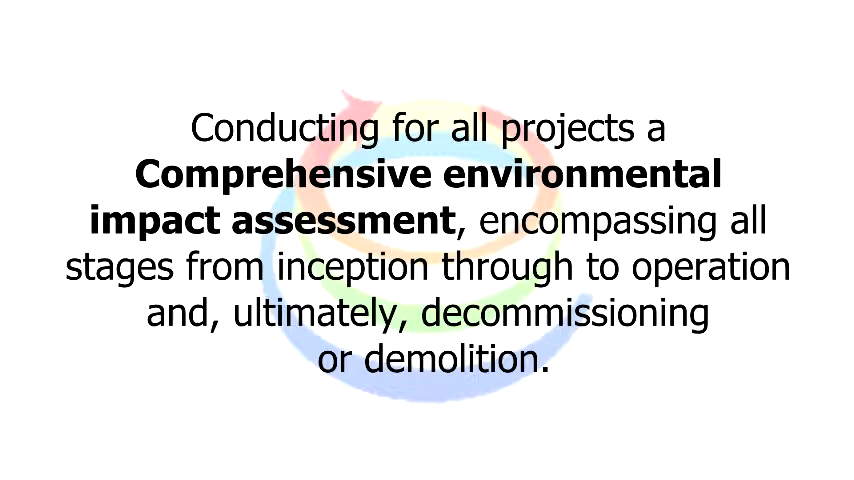 Conducting for all projects a
Comprehensive environmental
impact assessment, encompassing all
stages from inception through to operation
and, ultimately, decommissioning
or demolition.